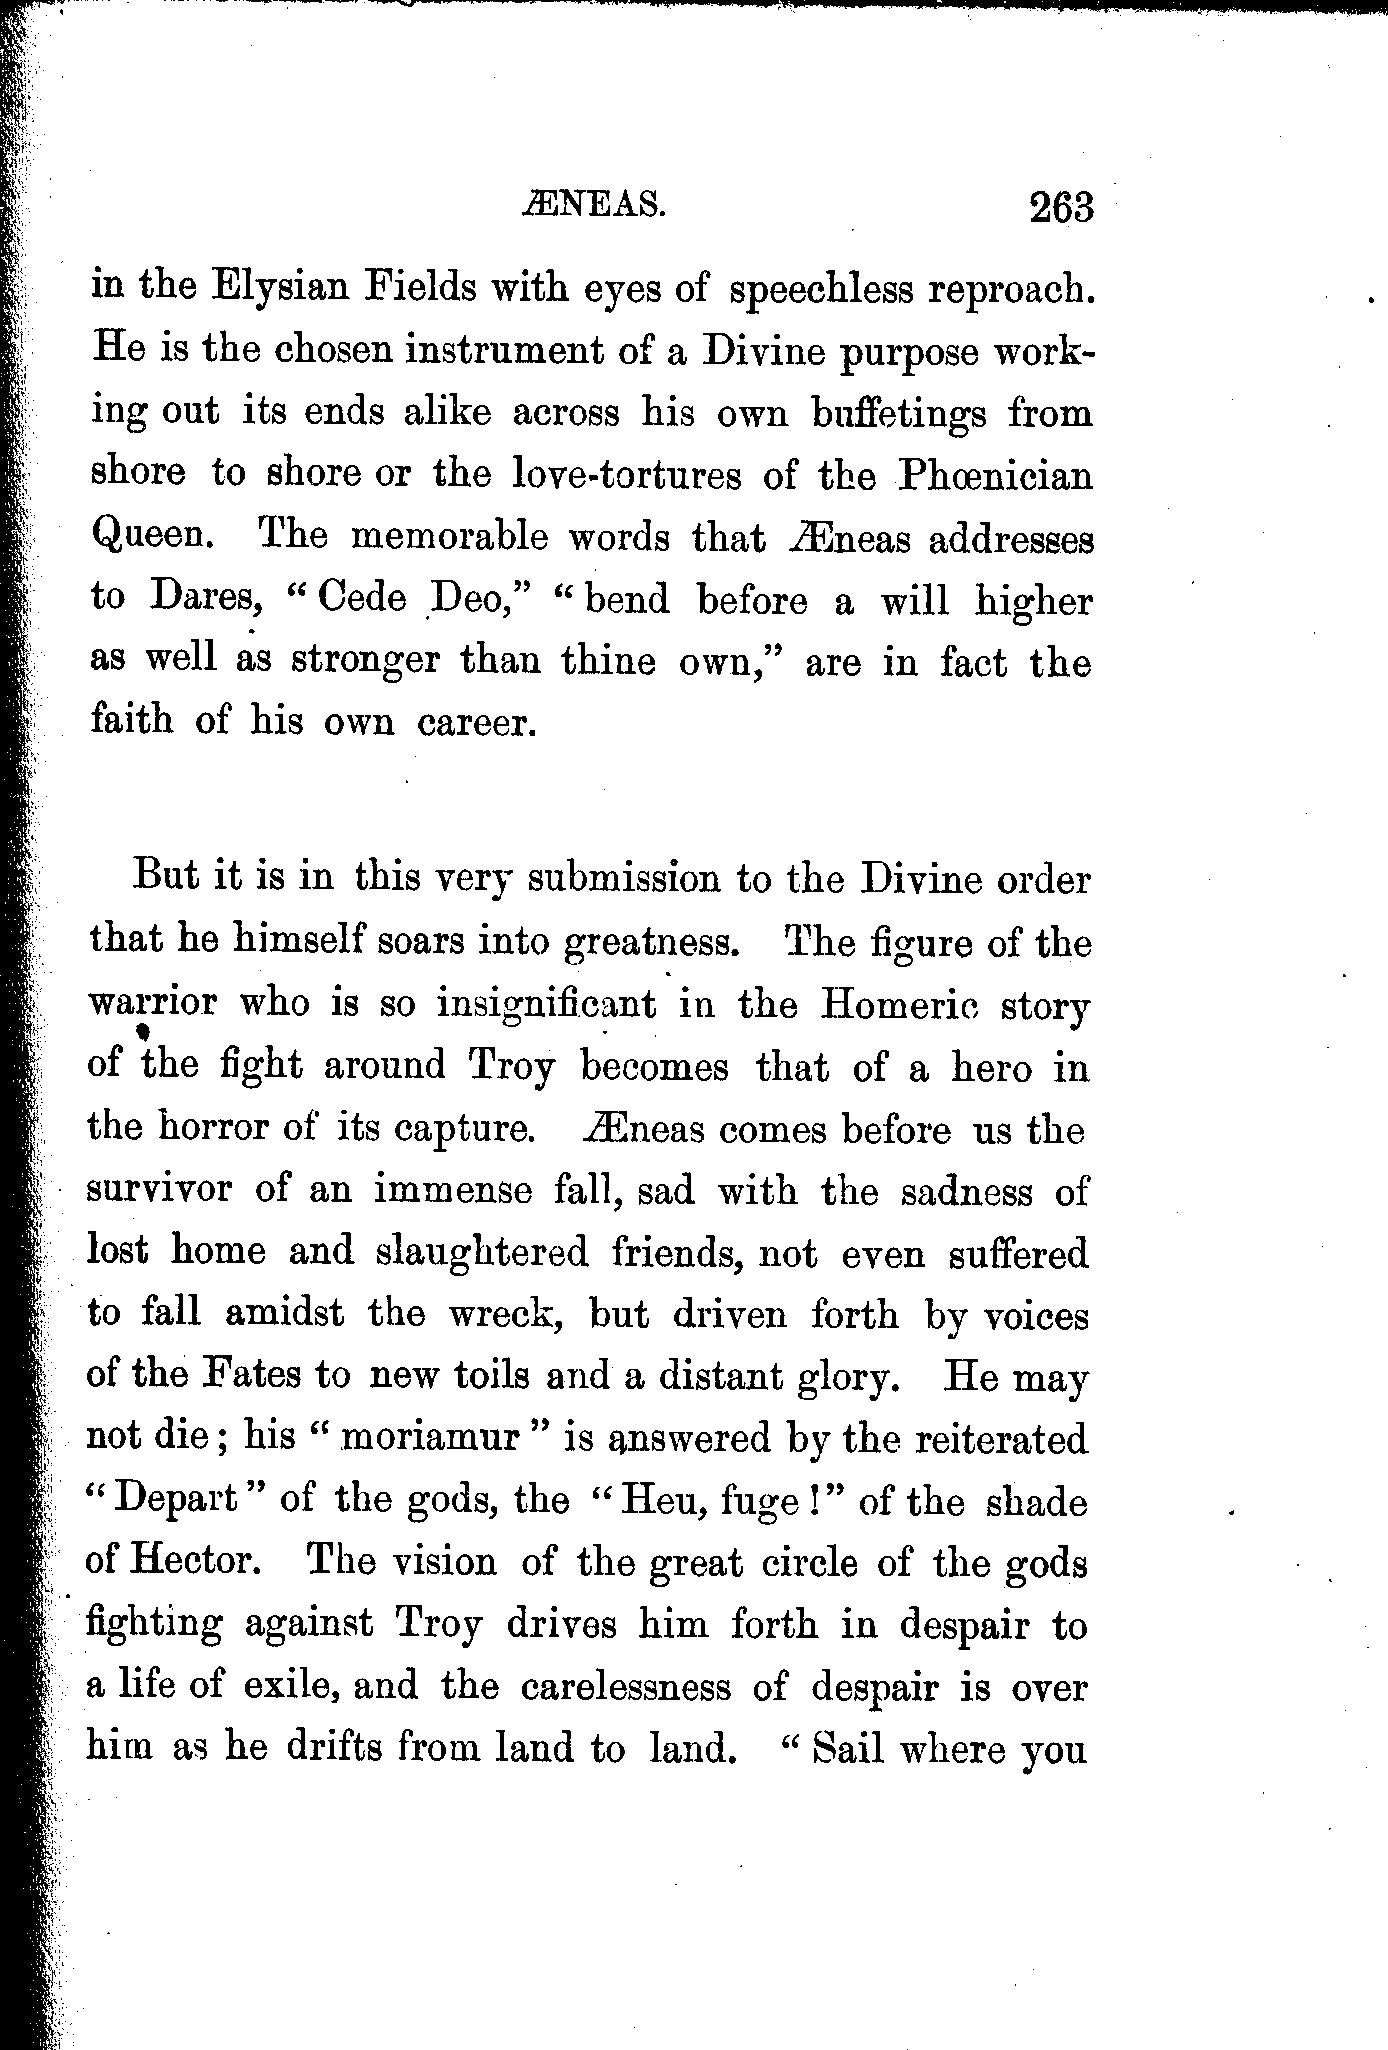 ÆNEAS. 263
in the Elysian Fields with eyes of speechless reproach.
He is the chosen instrument of a Divine purpose work-
ing out its ends alike across his own buffetings from
shore to shore or the love-tortures of the Phœnician
Queen. The memorable words that Æneas addresses
to Dares, “Cede Deo,” “bend before a will higher
as well as stronger than thine own,” are in fact the
faith of his own career.
But it is in this very submission to the Divine order
that he himself soars into greatness. The figure of the
warrior who is so insignificant in the Homeric story
of the fight around Troy becomes that of a hero in
the horror of its capture. Æneas comes before us the
survivor of an immense fall, sad with the sadness of
lost home and slaughtered friends, not even suffered
to fall amidst the wreck, but driven forth by voices
of the Fates to new toils and a distant glory. He may
not die; his “moriamur” is answered by the reiterated
“Depart” of the gods, the “Heu, fuge!” of the shade
of Hector. The vision of the great circle of the gods
fighting against Troy drives him forth in despair to
a life of exile, and the carelessness of despair is over
him as he drifts from land to land. “Sail where you